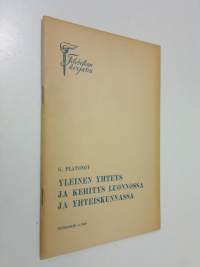 G. PLATONOV
YLEINEN YHTEYS
JA KEHITYS LUONNOSSA
JA YHTEISKUNNASSA